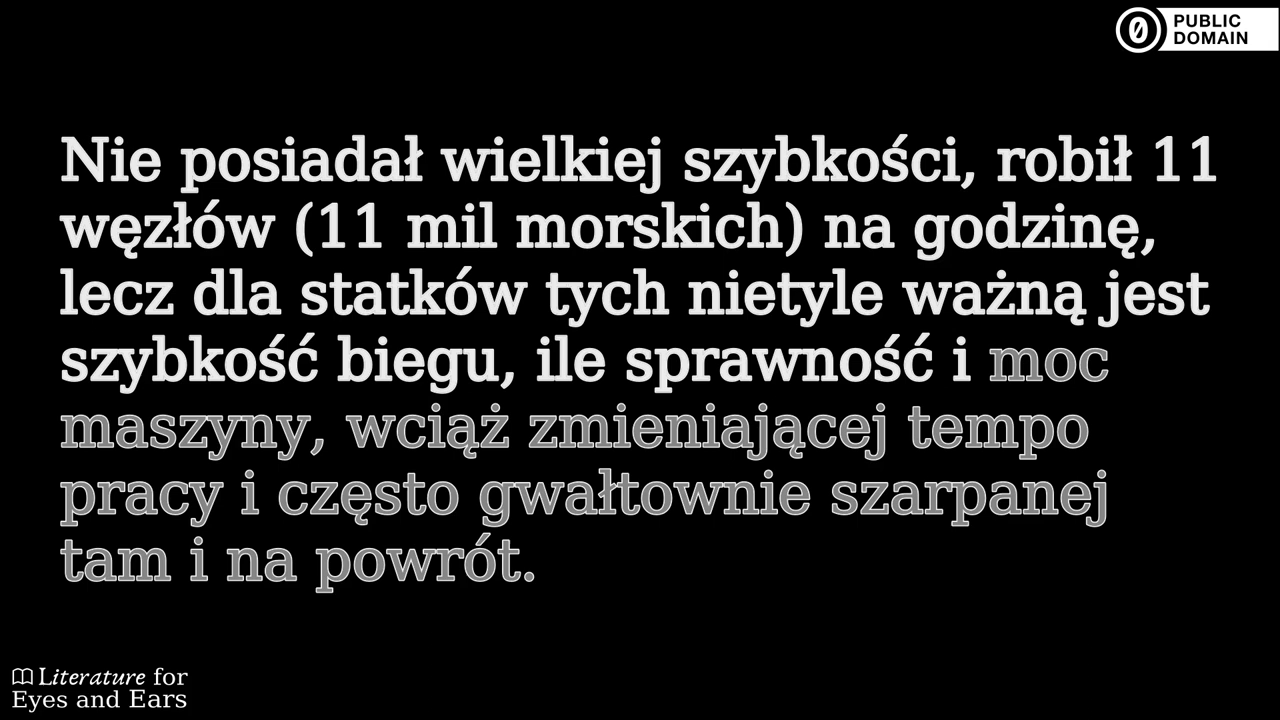 PUBLIC
DOMAIN
Nie posiadał wielkiej szybkości, robił 11
węzłów (11 mil morskich) na godzinę,
lecz dla statków tych nietyle ważną jest
szybkość biegu, ile sprawność i moc
maszyny, wciąż zmieniającej tempo
pracy i często gwałtownie szarpanej
tam i na powrót.
Literature for
Eyes and Ears